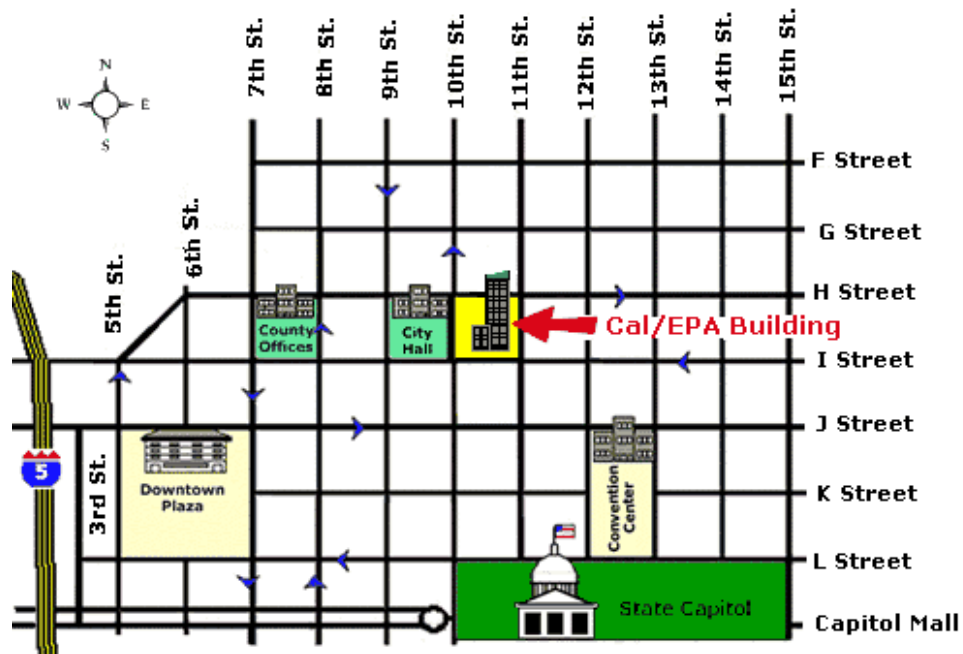 7th St.
8th St.
9th St.
10th St.
11th St.
12th St.
13th St.
14th St.
15th St.
N
W
E
S
F Street
G Street
6th St.
5th St.
H Street
County
Offices
City
Hall
Cal/EPA Building
I Street
J Street
5
3rd St.
Downtown
Plaza
Convention
Center
K Street
L Street
State Capitol
Capitol Mall